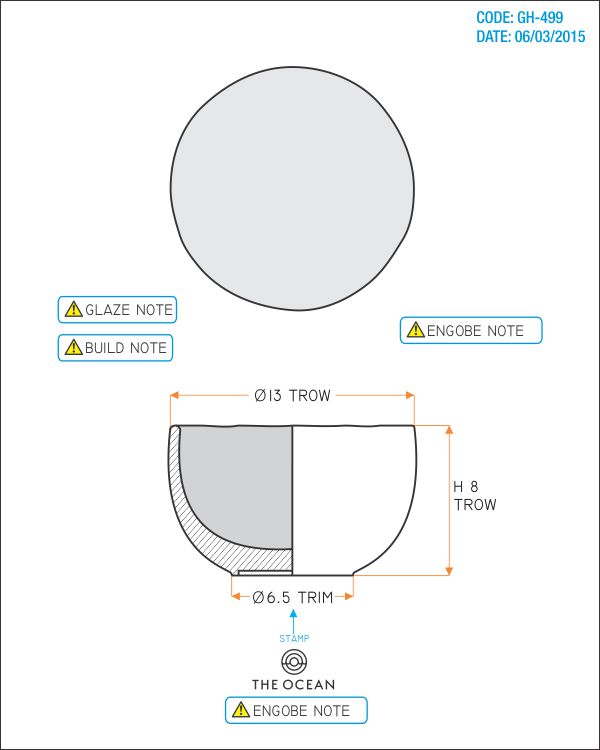 CODE: GH-499
DATE: 06/03/2015
GLAZE NOTE
BUILD NOTE
ENGOBE NOTE
Ø13 TROW
H 8
TROW
Ø6.5 TRIM
STAMP
THE OCEAN
ENGOBE NOTE